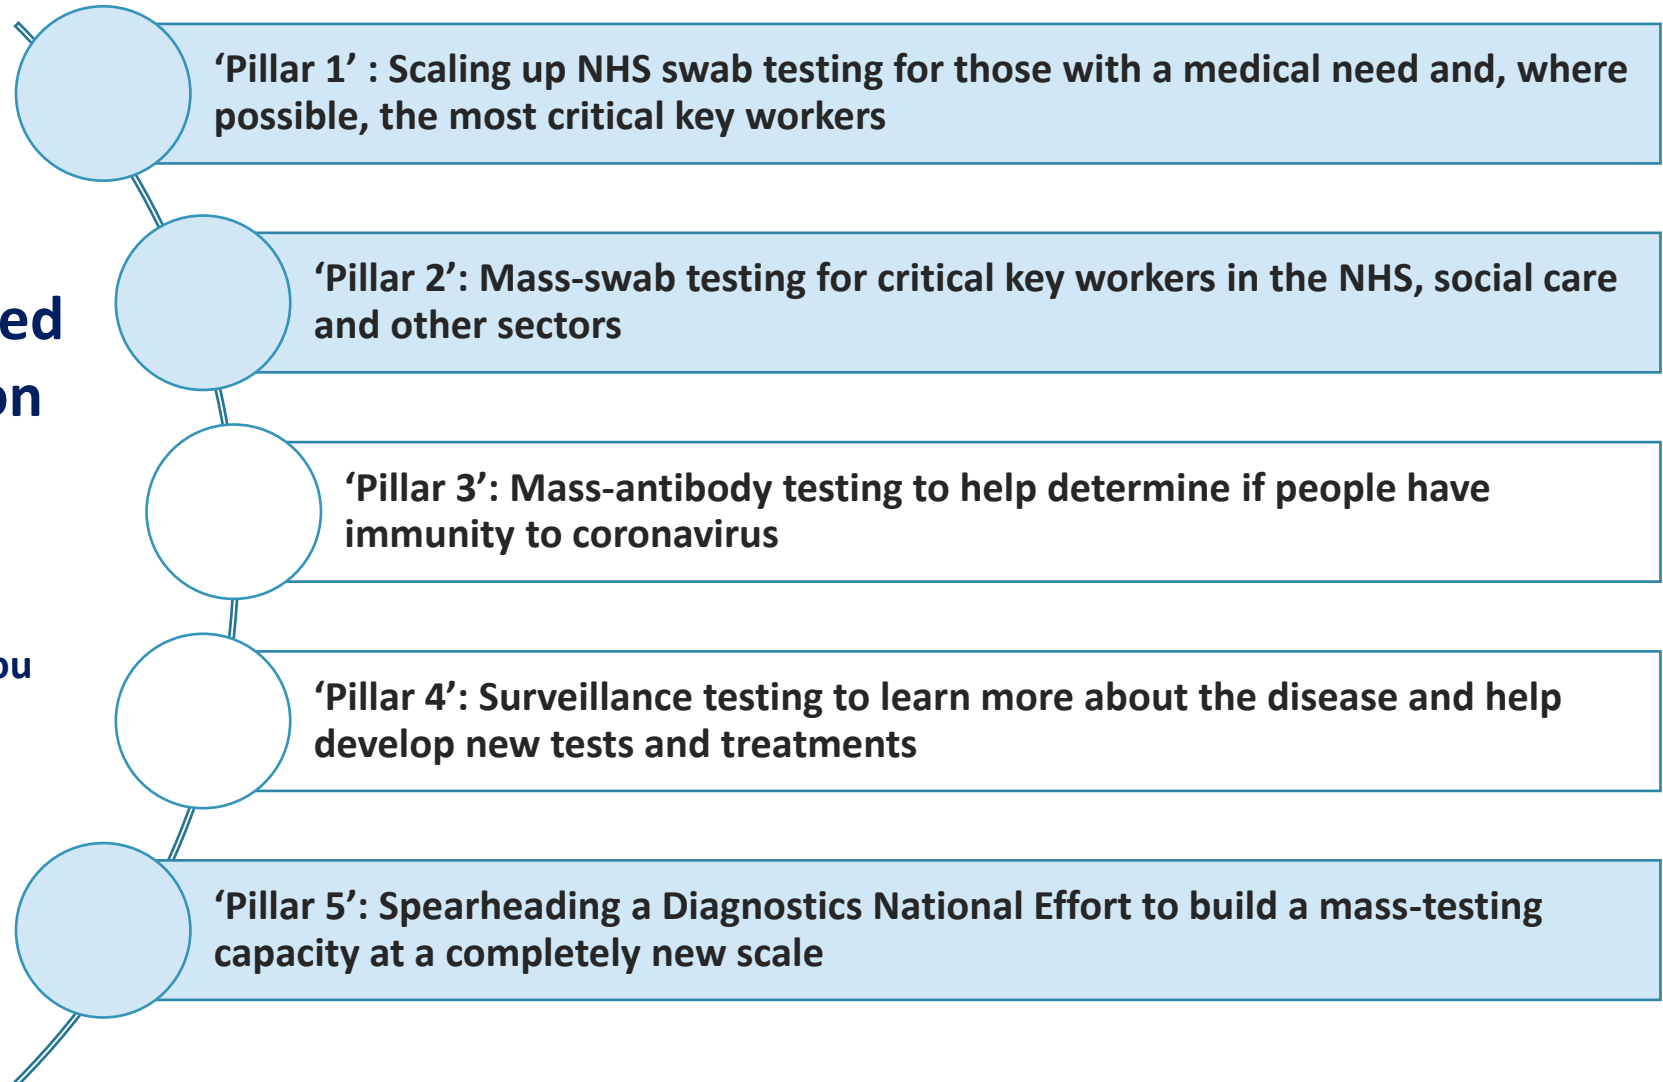 ‘Pillar 1’ : Scaling up NHS swab testing for those with a medical need and, where
possible, the most critical key workers
‘Pillar 2’: Mass-swab testing for critical key workers in the NHS, social care
and other sectors
ed
on
‘Pillar 3’: Mass-antibody testing to help determine if people have
immunity to coronavirus
ou
‘Pillar 4’: Surveillance testing to learn more about the disease and help
develop new tests and treatments
‘Pillar 5’: Spearheading a Diagnostics National Effort to build a mass-testing
capacity at a completely new scale